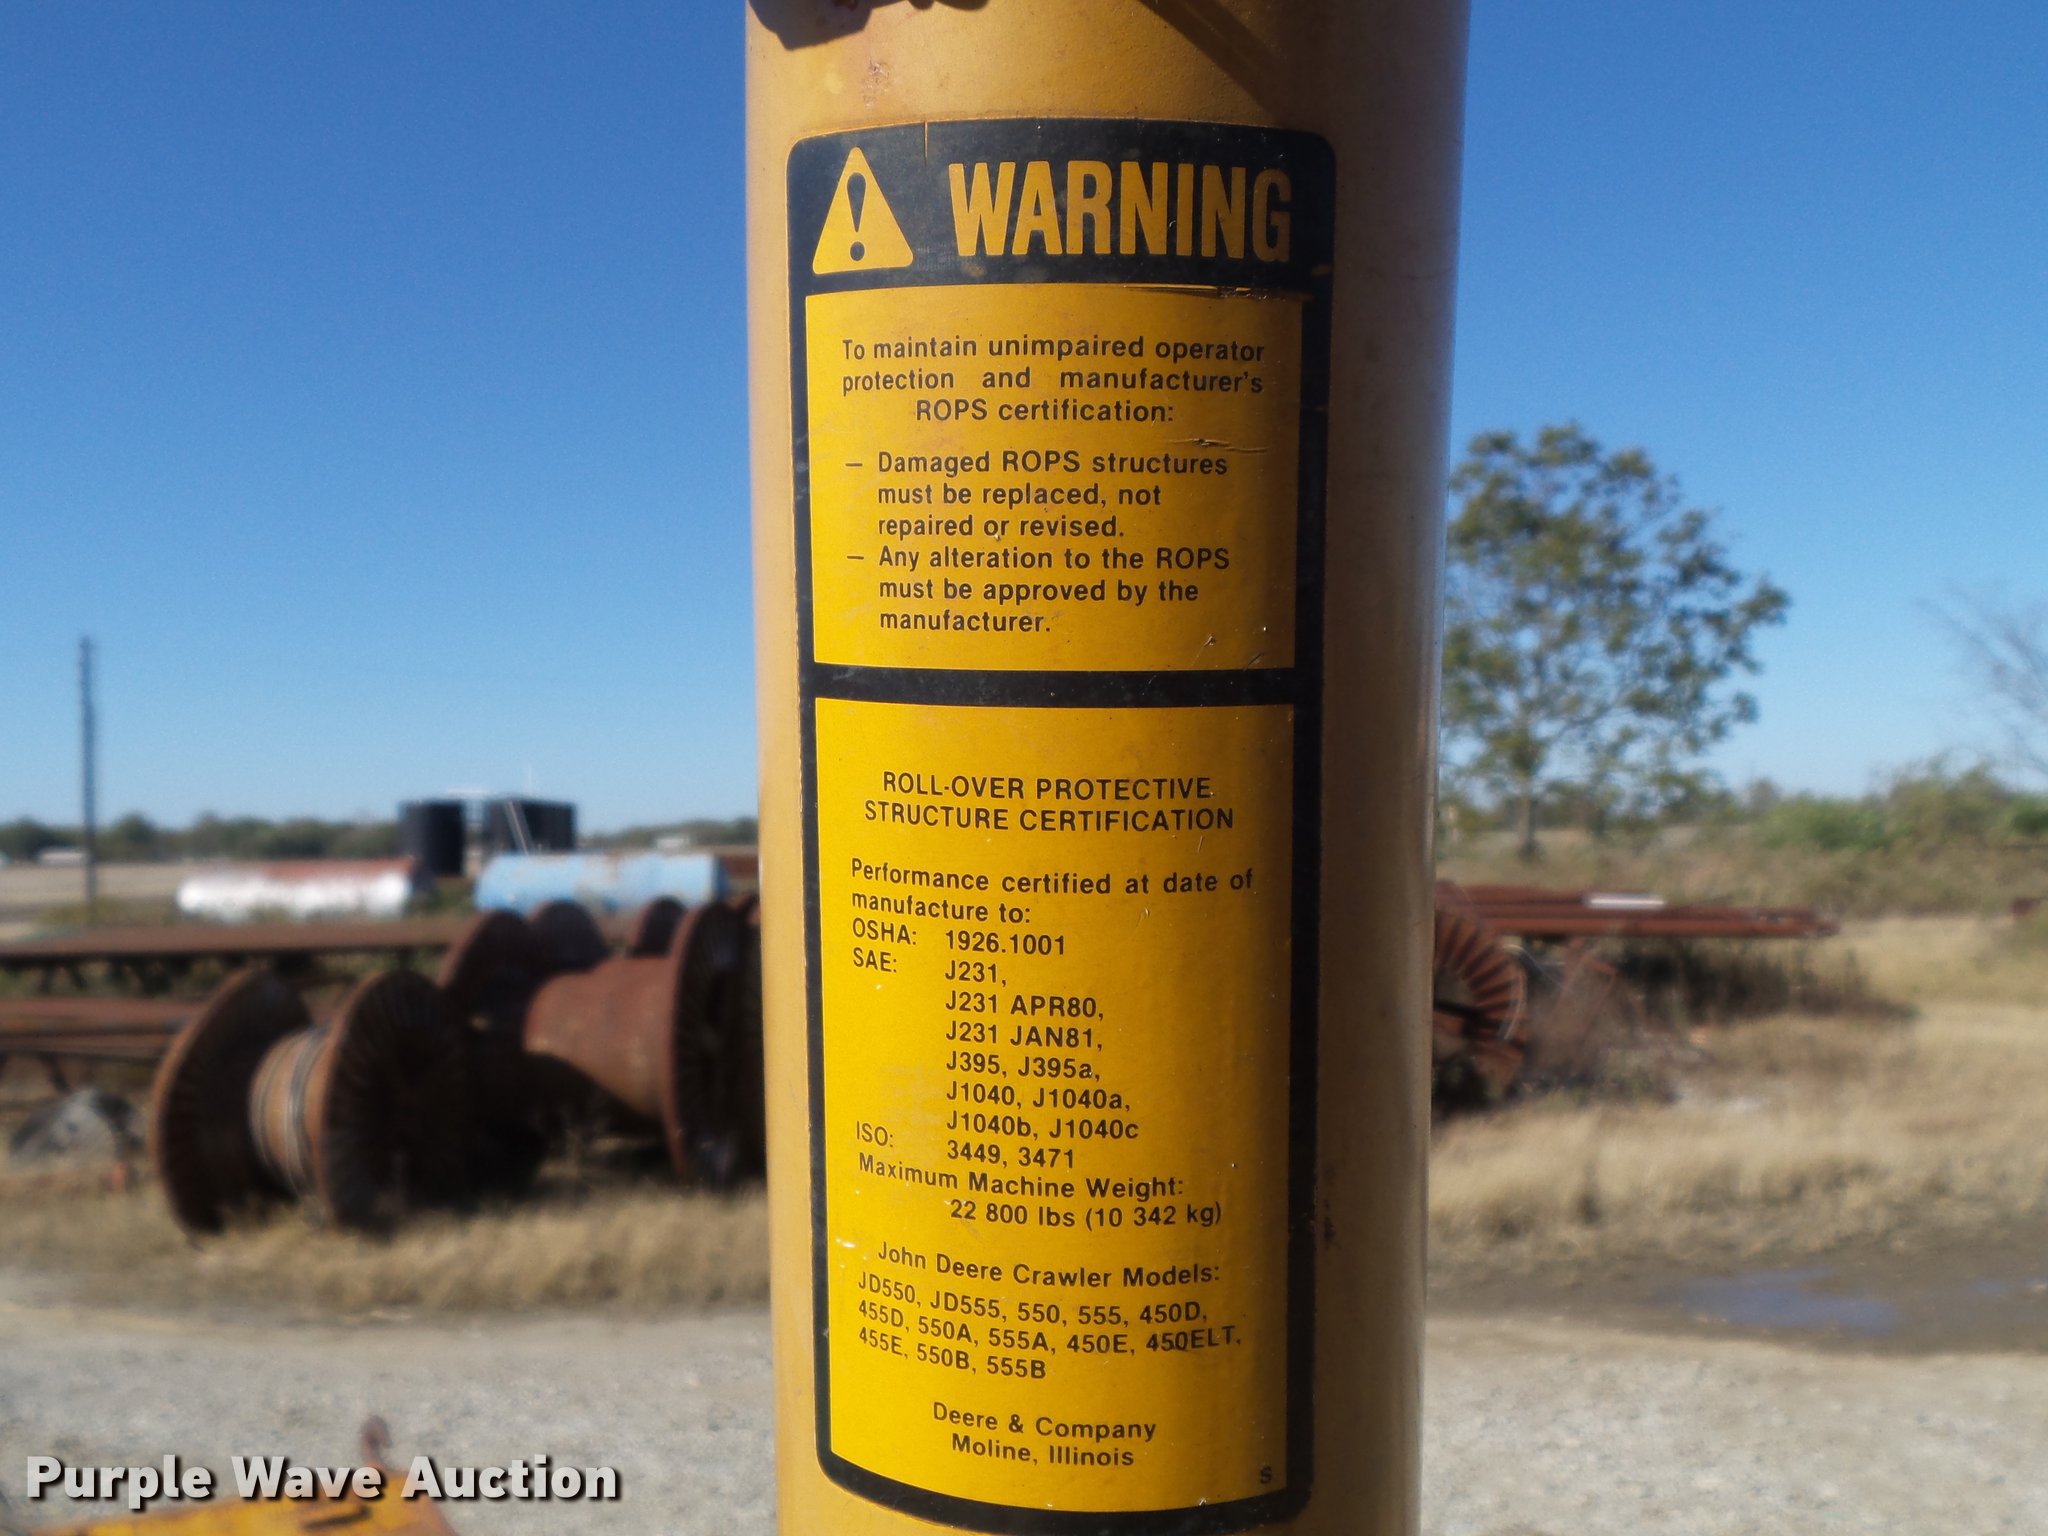 WARNING
To maintain unimpaired operator
protection and manufacturer's
ROPS certification:
– Damaged ROPS structures
must be replaced, not
repaired or revised.
– Any alteration to the ROPS
must be approved by the
manufacturer.
ROLL-OVER PROTECTIVE
STRUCTURE CERTIFICATION
Performance certified at date of
manufacture to:
OSHA: 1926.1001
SAE: J231,
J231 APR80,
J231 JAN81,
J395, J395a,
J1040, J1040a,
J1040b, J1040c
ISO: 3449, 3471
Maximum Machine Weight:
22 800 lbs (10 342 kg)
John Deere Crawler Models:
JD550, JD555, 550, 555, 450D,
455D, 550A, 555A, 450E, 450ELT,
455E, 550B, 555B
Deere & Company
Moline, Illinois
S
Purple Wave Auction